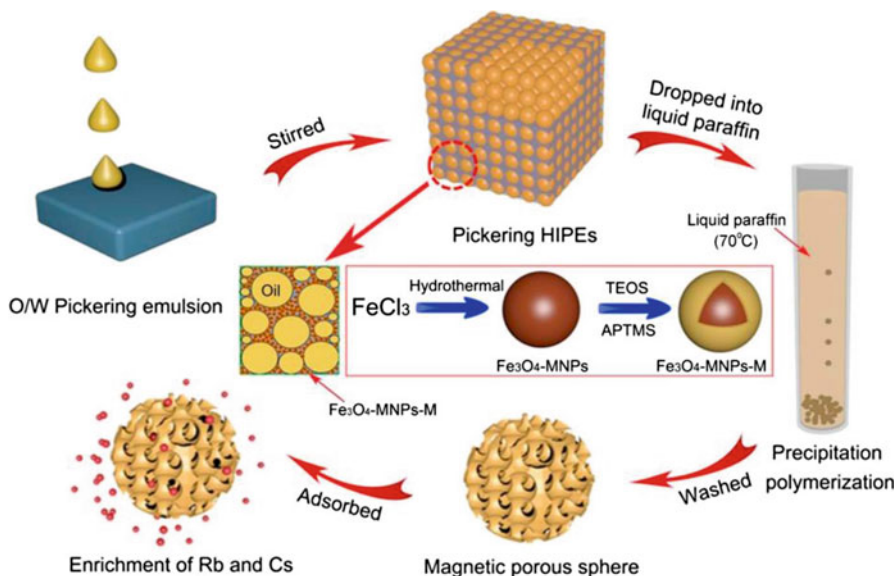 Stirred
Dropped into
liquid paraffin
O/W Pickering emulsion
Pickering HIPEs
Liquid paraffin
(70°C)
Oil
FeCl₃
Hydrothermal
TEOS
APTMS
Fe₃O₄-MNPs
Fe₃O₄-MNPs-M
Fe₃O₄-MNPs-M
Precipitation
polymerization
Washed
Adsorbed
Enrichment of Rb and Cs
Magnetic porous sphere